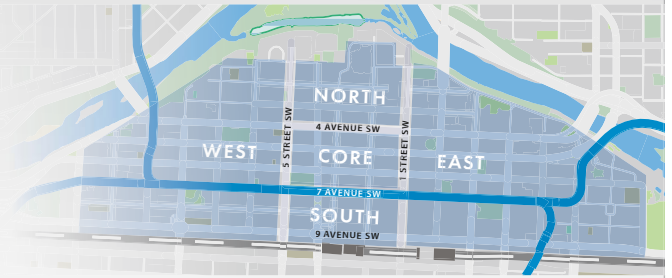 NORTH
4 AVENUE SW
5 STREET SW
1 STREET SW
WEST
CORE
EAST
7 AVENUE SW
SOUTH
9 AVENUE SW